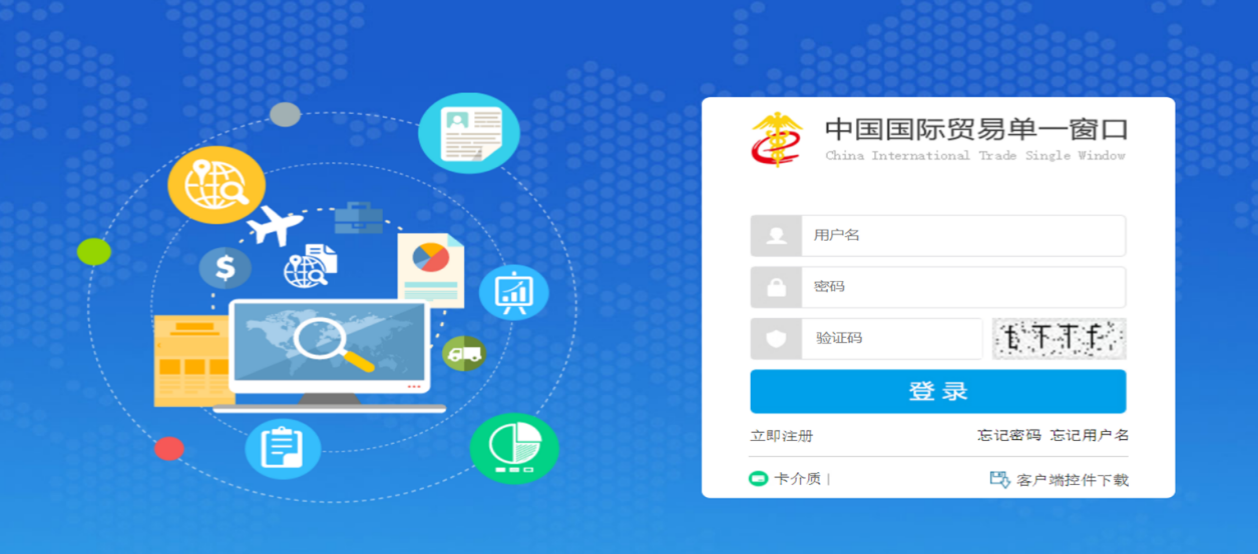 中国国际贸易单一窗口
China International Trade Single Window
用户名
密码
验证码
登录
立即注册 忘记密码 忘记用户名
卡介质 | 客户端控件下载
$